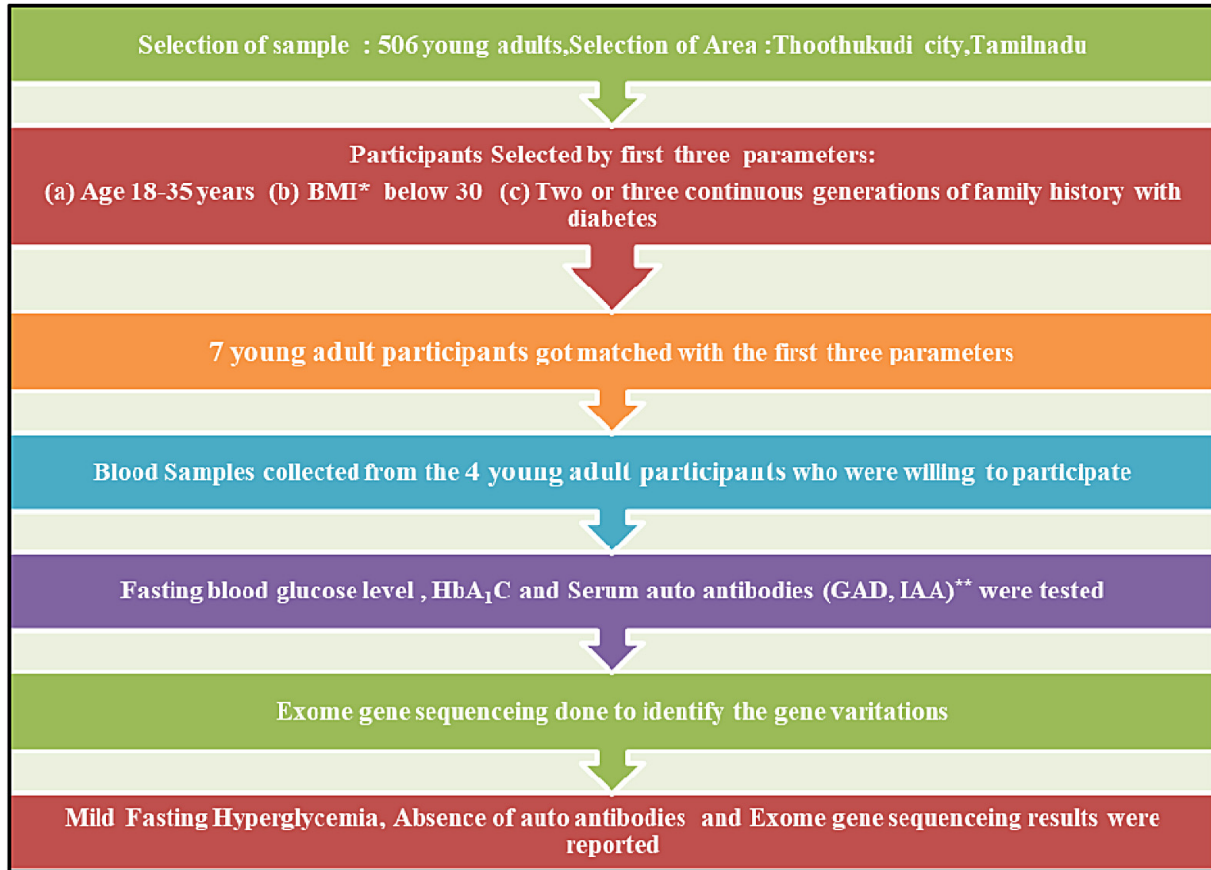 Selection of sample : 506 young adults,Selection of Area :Thoothukudi city,Tamilnadu
Participants Selected by first three parameters:
(a) Age 18-35 years (b) BMI* below 30 (c) Two or three continuous generations of family history with
diabetes
7 young adult participants got matched with the first three parameters
Blood Samples collected from the 4 young adult participants who were willing to participate
Fasting blood glucose level , HbA₁C and Serum auto antibodies (GAD, IAA)** were tested
Exome gene sequenceing done to identify the gene varitations
Mild Fasting Hyperglycemia, Absence of auto antibodies and Exome gene sequenceing results were
reported